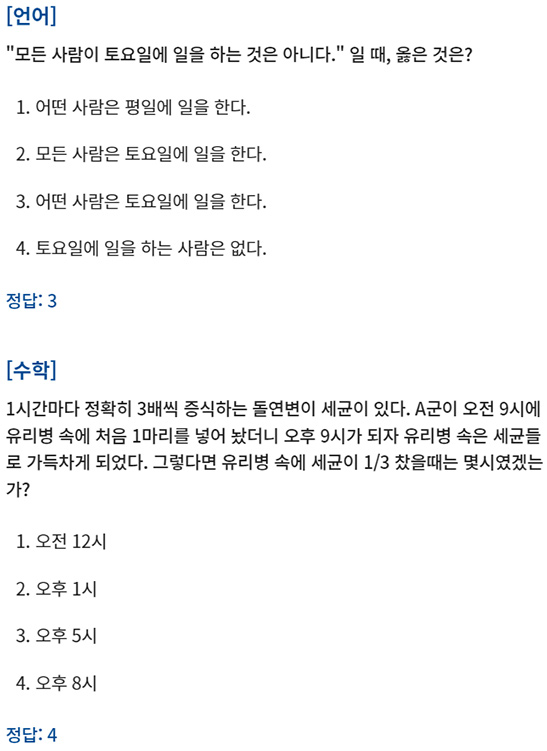 [언어]
"모든 사람이 토요일에 일을 하는 것은 아니다." 일 때, 옳은 것은?
1. 어떤 사람은 평일에 일을 한다.
2. 모든 사람은 토요일에 일을 한다.
3. 어떤 사람은 토요일에 일을 한다.
4. 토요일에 일을 하는 사람은 없다.
정답: 3
[수학]
1시간마다 정확히 3배씩 증식하는 돌연변이 세균이 있다. A군이 오전 9시에
유리병 속에 처음 1마리를 넣어 놨더니 오후 9시가 되자 유리병 속은 세균들
로 가득차게 되었다. 그렇다면 유리병 속에 세균이 1/3 찼을때는 몇시였겠는
가?
1. 오전 12시
2. 오후 1시
3. 오후 5시
4. 오후 8시
정답: 4